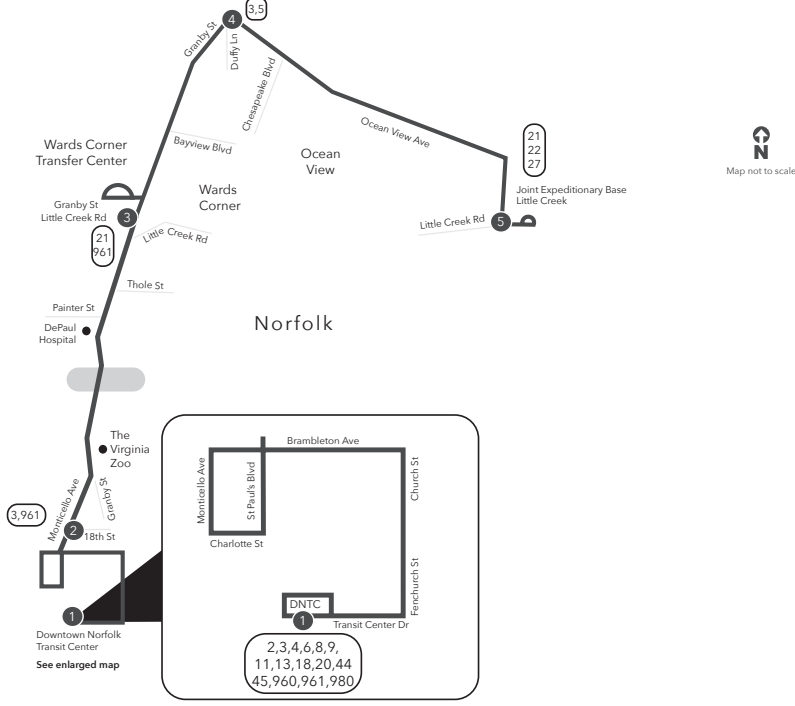 3,5
4
Granby St
Duffy Ln
Chesapeake Blvd
Ocean View Ave
Bayview Blvd
Wards Corner
Transfer Center
Ocean
View
21
22
27
N
Map not to scale
Wards
Corner
Joint Expeditionary Base
Little Creek
Granby St
Little Creek Rd
3
Little Creek Rd
Little Creek Rd
5
21
961
Thole St
Painter St
DePaul
Hospital
Norfolk
The
Virginia
Zoo
Monticello Ave
Granby St
3,961
2
18th St
1
Downtown Norfolk
Transit Center
See enlarged map
Brambleton Ave
Monticello Ave
St Paul's Blvd
Church St
Charlotte St
Fenchurch St
DNTC
1
Transit Center Dr
2,3,4,6,8,9,
11,13,18,20,44
45,960,961,980